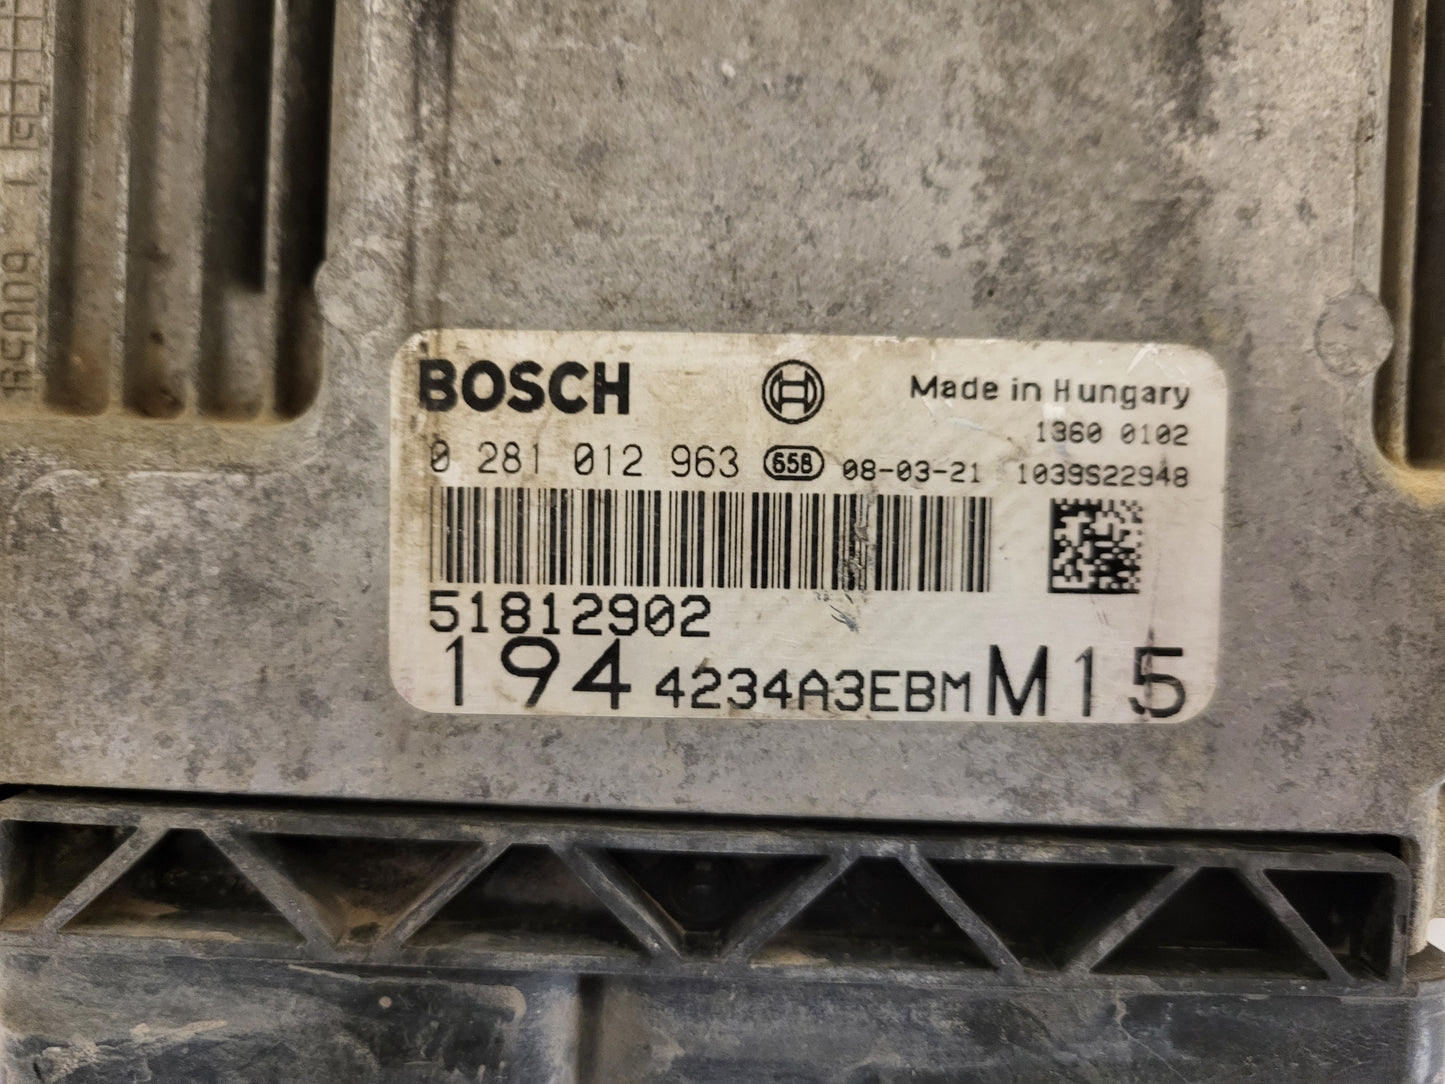 BOSCH Made in Hungary
1360 0102
0 281 012 963 658 08-03-21 1039S22948
51812902
194 4234A3EBM M15